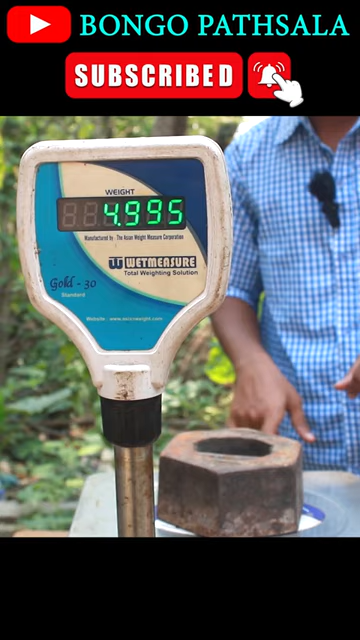 BONGO PATHSALA
SUBSCRIBED
WEIGHT
4.995
Manufactured by - The Asian Weight Measure Corporation
WETMEASURE
Total Weighting Solution
Gold - 30
Standard